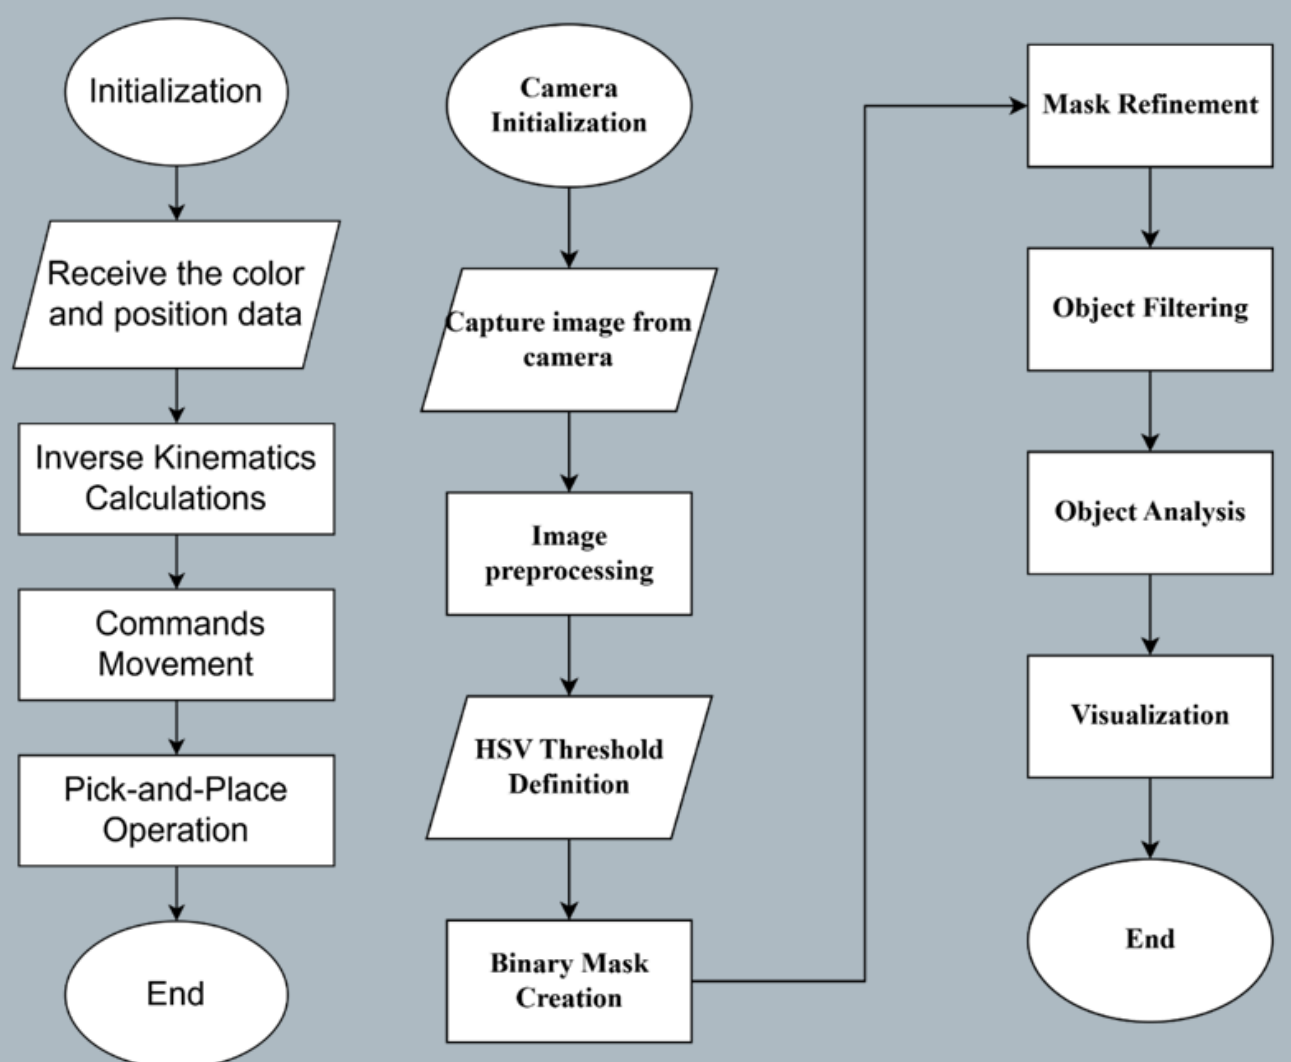 Initialization
Receive the color
and position data
Inverse Kinematics
Calculations
Commands
Movement
Pick-and-Place
Operation
End
Camera
Initialization
Capture image from
camera
Image
preprocessing
HSV Threshold
Definition
Binary Mask
Creation
Mask Refinement
Object Filtering
Object Analysis
Visualization
End